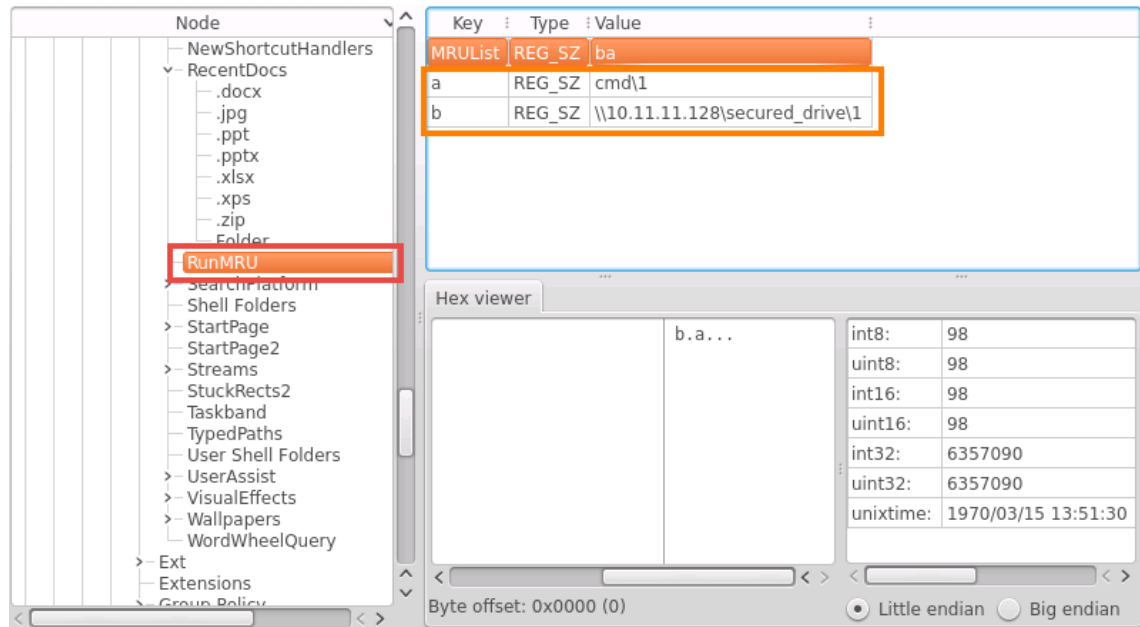 Node
NewShortcutHandlers
RecentDocs
.docx
.jpg
.ppt
.pptx
.xlsx
.xps
.zip
Folder
RunMRU
SearchPlatform
Shell Folders
StartPage
StartPage2
Streams
StuckRects2
Taskband
TypedPaths
User Shell Folders
UserAssist
VisualEffects
Wallpapers
WordWheelQuery
Ext
Extensions
Group Policy
Key Type Value
MRUList REG_SZ ba
a REG_SZ cmd\1
b REG_SZ \\10.11.11.128\secured_drive\1
Hex viewer
b.a...
int8: 98
uint8: 98
int16: 98
uint16: 98
int32: 6357090
uint32: 6357090
unixtime: 1970/03/15 13:51:30
Byte offset: 0x0000 (0)
Little endian Big endian